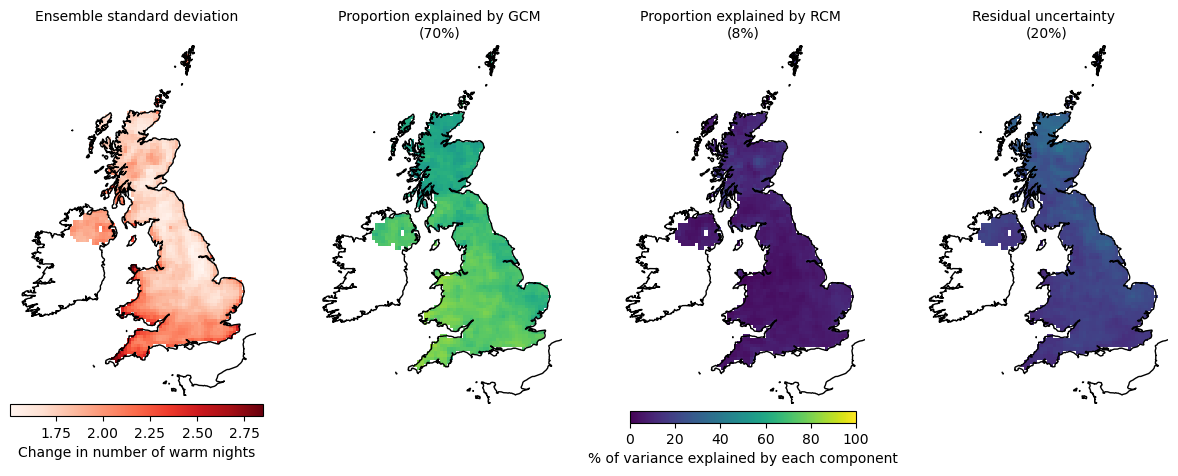 Ensemble standard deviation
Proportion explained by GCM
(70%)
Proportion explained by RCM
(8%)
Residual uncertainty
(20%)
1.75 2.00 2.25 2.50 2.75
Change in number of warm nights
0 20 40 60 80 100
% of variance explained by each component